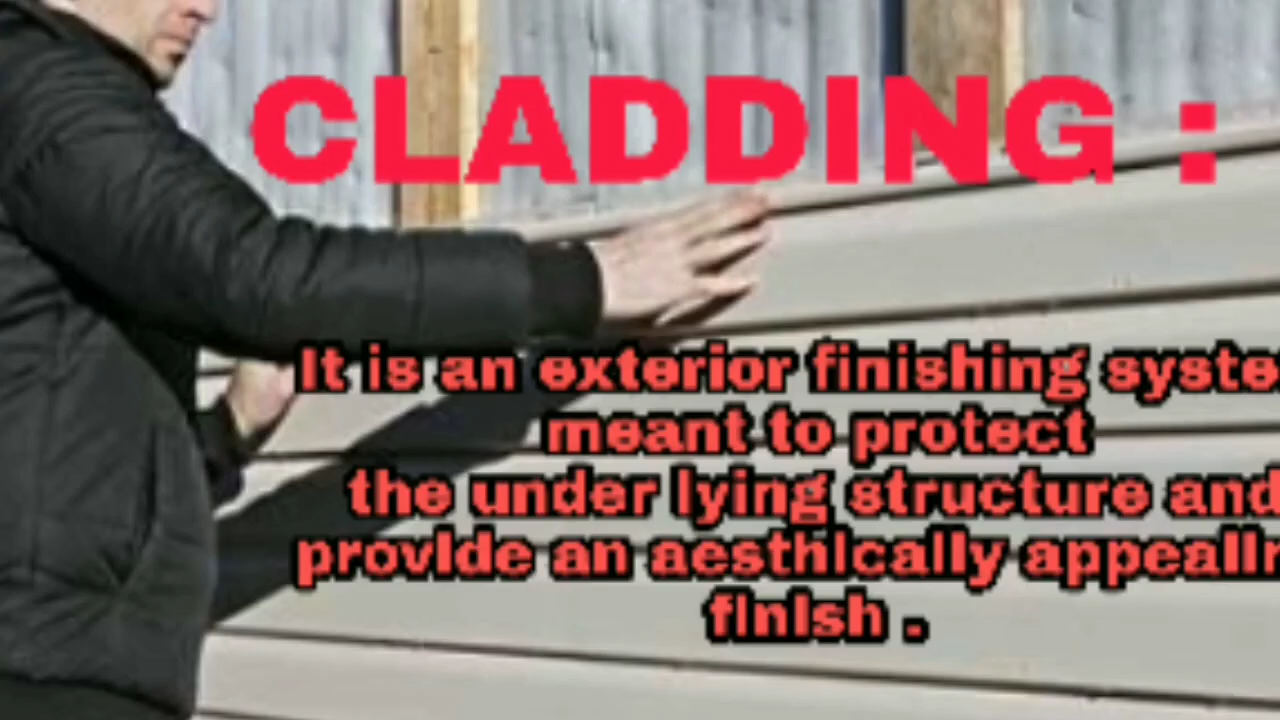 CLADDING :
It is an exterior finishing syste
meant to protect
the under lying structure and
provide an aesthically appealin
finish .